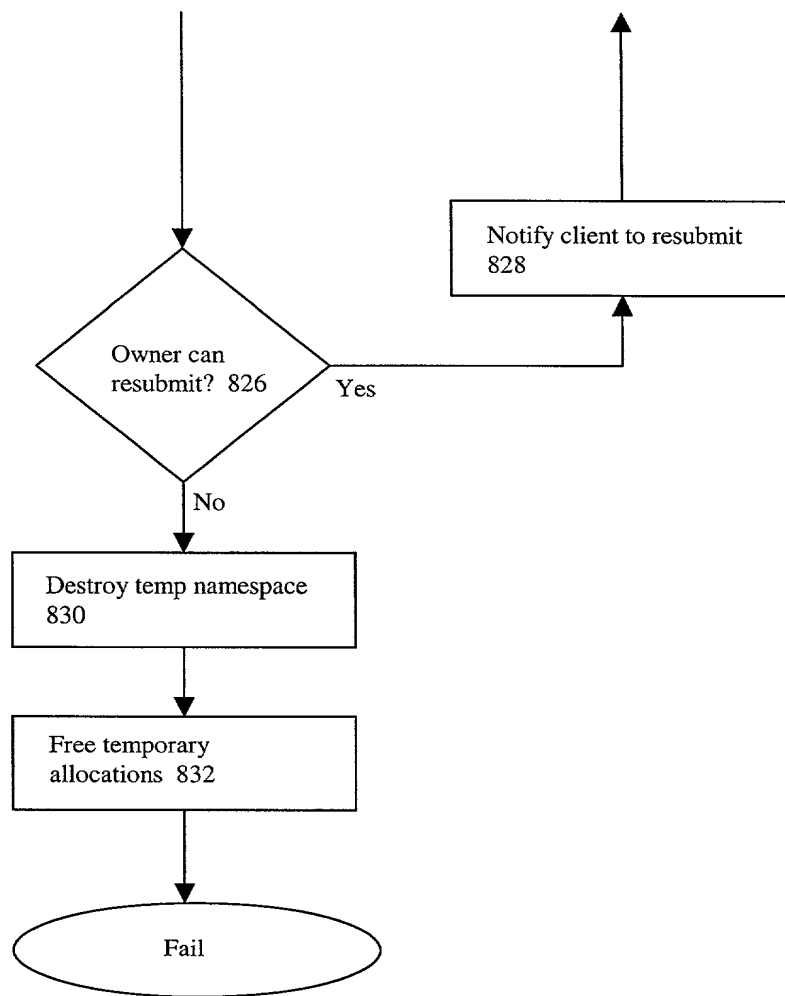 Notify client to resubmit
828
Owner can
resubmit? 826
Yes
No
Destroy temp namespace
830
Free temporary
allocations 832
Fail